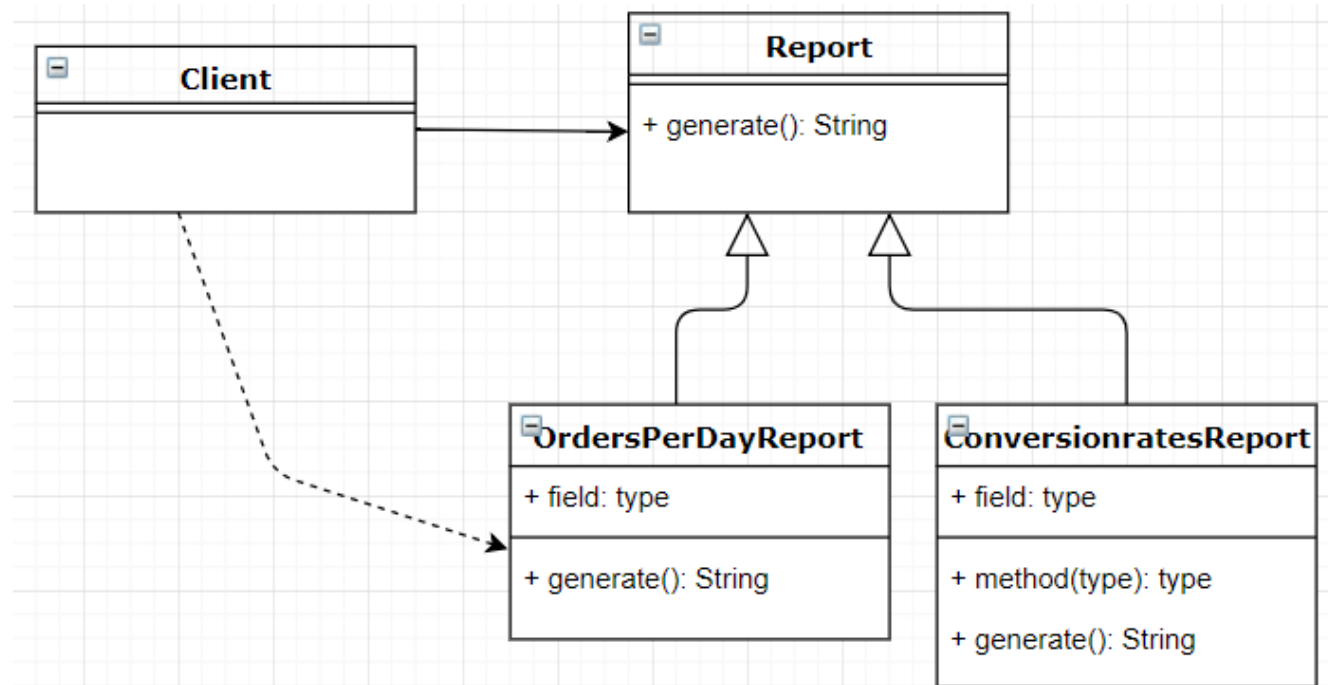 Client
Report
+ generate(): String
OrdersPerDayReport
+ field: type
+ generate(): String
ConversionratesReport
+ field: type
+ method(type): type
+ generate(): String